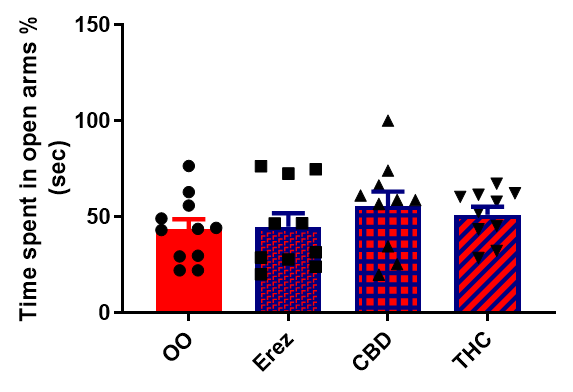 Time spent in open arms %
(sec)
150
100
50
0
OO
Erez
CBD
THC